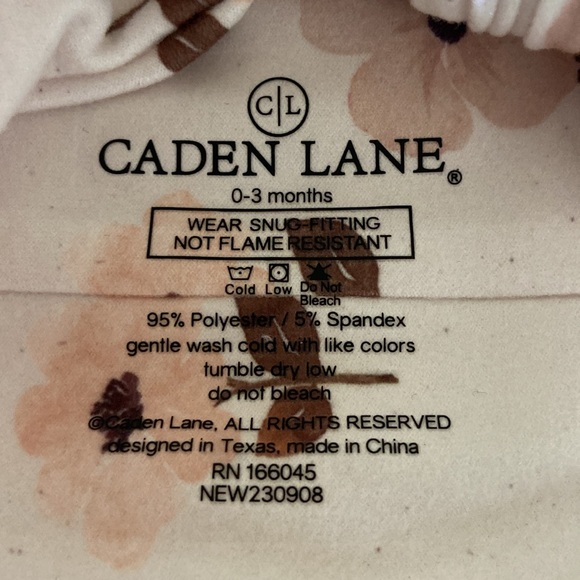 C|L
CADEN LANE®
0-3 months
WEAR SNUG-FITTING
NOT FLAME RESISTANT
Cold Low Do Not
Bleach
95% Polyester / 5% Spandex
gentle wash cold with like colors
tumble dry low
do not bleach
©Caden Lane, ALL RIGHTS RESERVED
designed in Texas, made in China
RN 166045
NEW230908